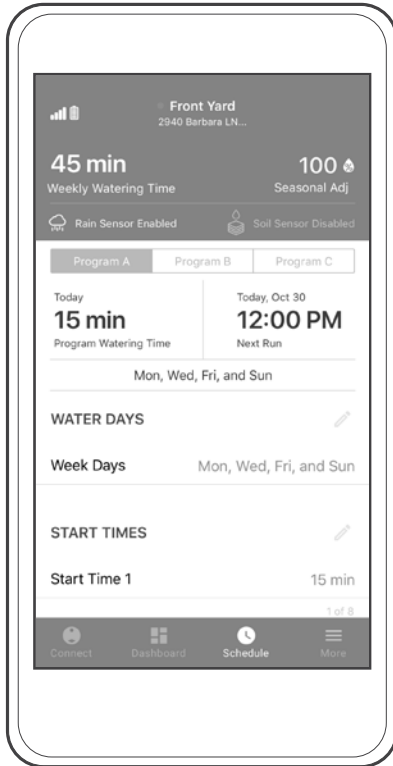 Front Yard
2940 Barbara LN...
45 min
100
Weekly Watering Time
Seasonal Adj
Rain Sensor Enabled
Soil Sensor Disabled
Program A
Program B
Program C
Today
Today, Oct 30
15 min
12:00 PM
Program Watering Time
Next Run
Mon, Wed, Fri, and Sun
WATER DAYS
Week Days
Mon, Wed, Fri, and Sun
START TIMES
Start Time 1
15 min
1 of 8
Connect
Dashboard
Schedule
More